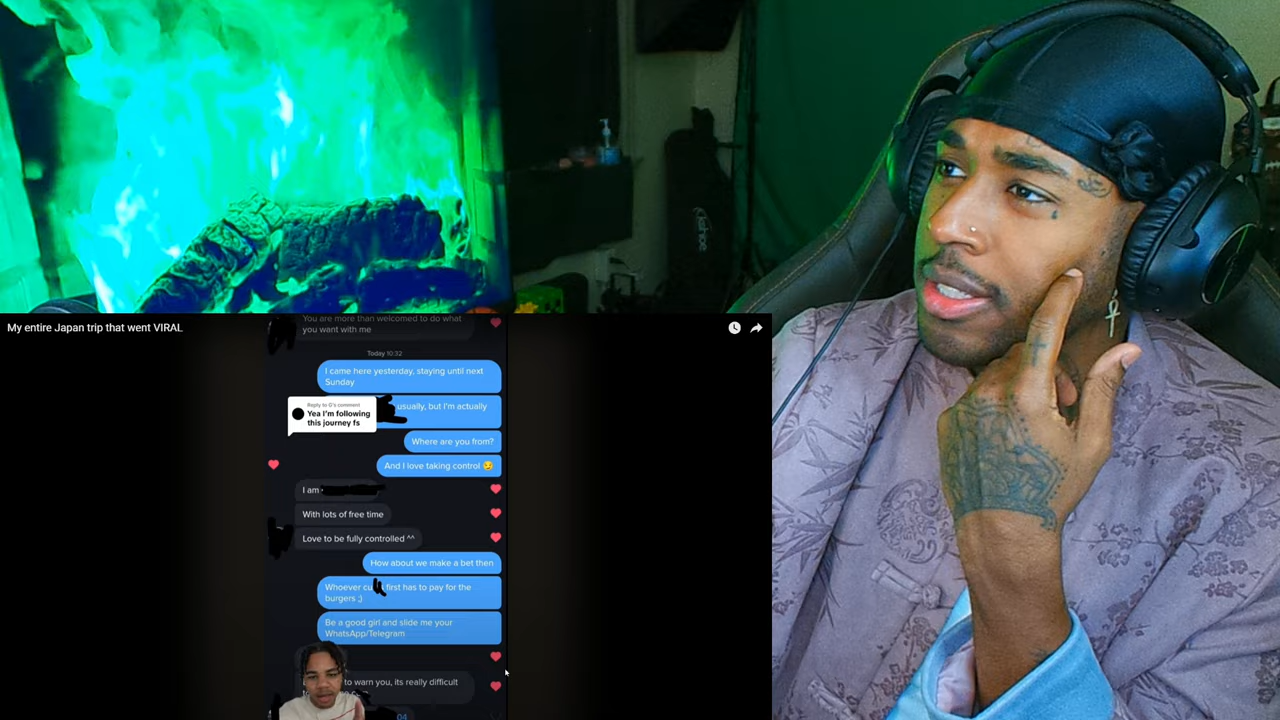 My entire Japan trip that went VIRAL
You are more than welcomed to do what
you want with me
Today 10:32
I came here yesterday, staying until next
Sunday
Reply to O's comment
Yea I'm following
this journey fs
usually, but I'm actually
Where are you from?
And I love taking control 😏
I am
With lots of free time
Love to be fully controlled ^^
How about we make a bet then
Whoever cu first has to pay for the
burgers ;)
Be a good girl and slide me your
WhatsApp/Telegram
to warn you, its really difficult
04